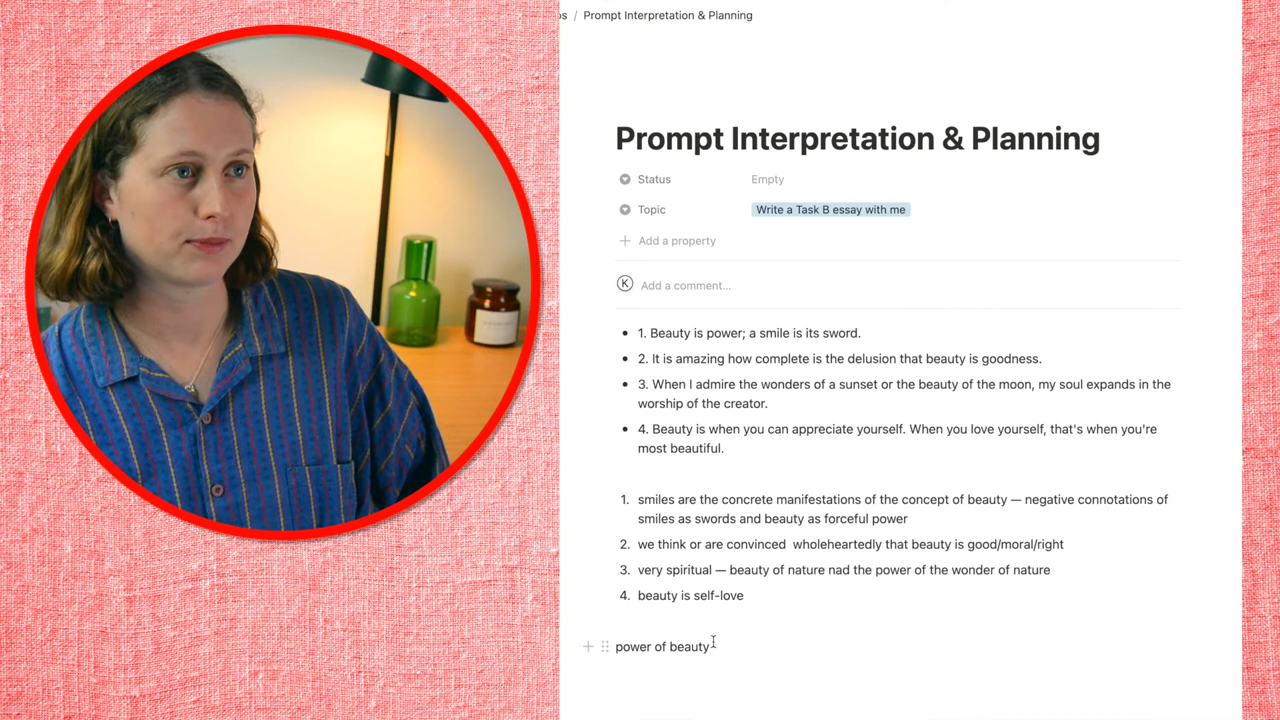 os / Prompt Interpretation & Planning
Prompt Interpretation & Planning
Status Empty
Topic Write a Task B essay with me
Add a property
K Add a comment...
1. Beauty is power; a smile is its sword.
2. It is amazing how complete is the delusion that beauty is goodness.
3. When I admire the wonders of a sunset or the beauty of the moon, my soul expands in the
worship of the creator.
4. Beauty is when you can appreciate yourself. When you love yourself, that's when you're
most beautiful.
1. smiles are the concrete manifestations of the concept of beauty — negative connotations of
smiles as swords and beauty as forceful power
2. we think or are convinced  wholeheartedly that beauty is good/moral/right
3. very spiritual — beauty of nature nad the power of the wonder of nature
4. beauty is self-love
power of beauty